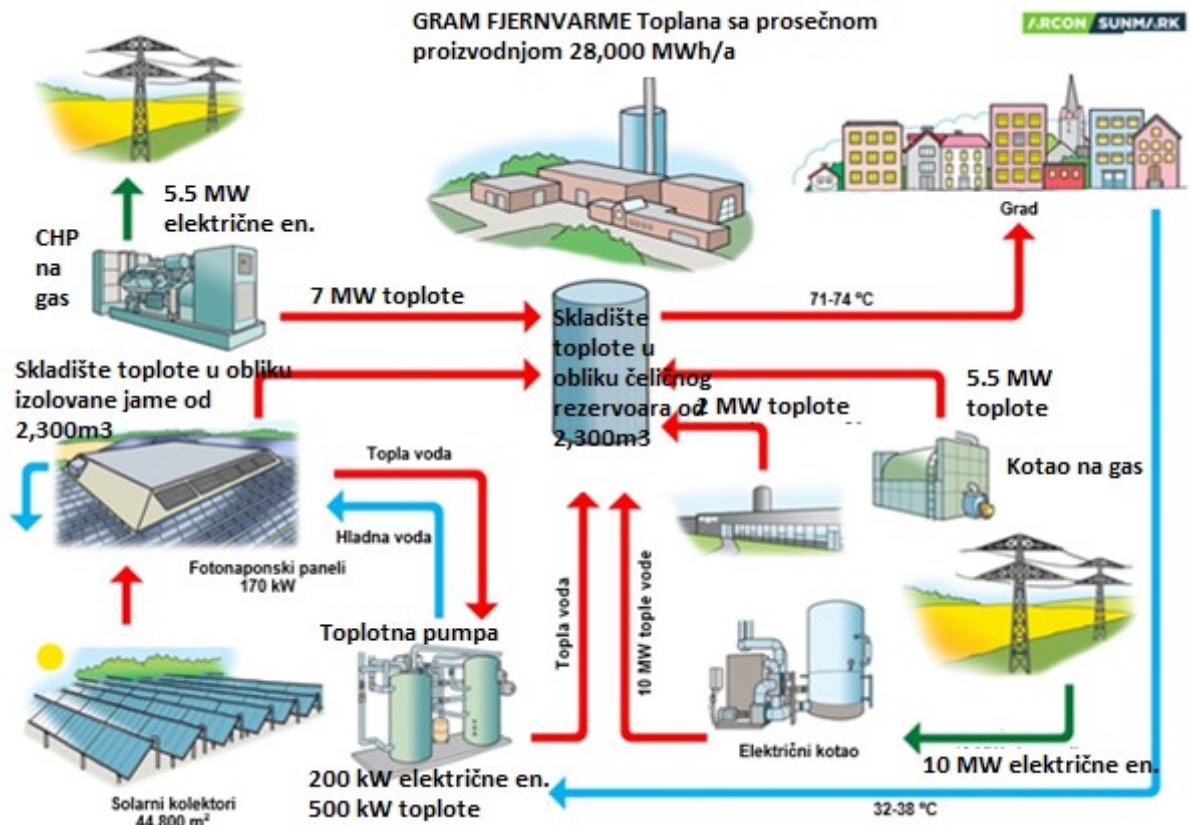 GRAM FJERNVARME Toplana sa prosečnom
proizvodnjom 28,000 MWh/a
ARCON SUNMARK
5.5 MW
električne en.
CHP
na
gas
7 MW toplote
Grad
71-74 ºC
Skladište toplote u obliku
izolovane jame od
2,300m3
Skladište
toplote u
obliku čeličnog
rezervoara od
2,300m3
2 MW toplote
5.5 MW
toplote
Kotao na gas
Topla voda
Hladna voda
Fotonaponski paneli
170 kW
Toplotna pumpa
Topla voda
10 MW tople vode
Električni kotao
10 MW električne en.
200 kW električne en.
500 kW toplote
Solarni kolektori
44 800 m²
32-38 ºC